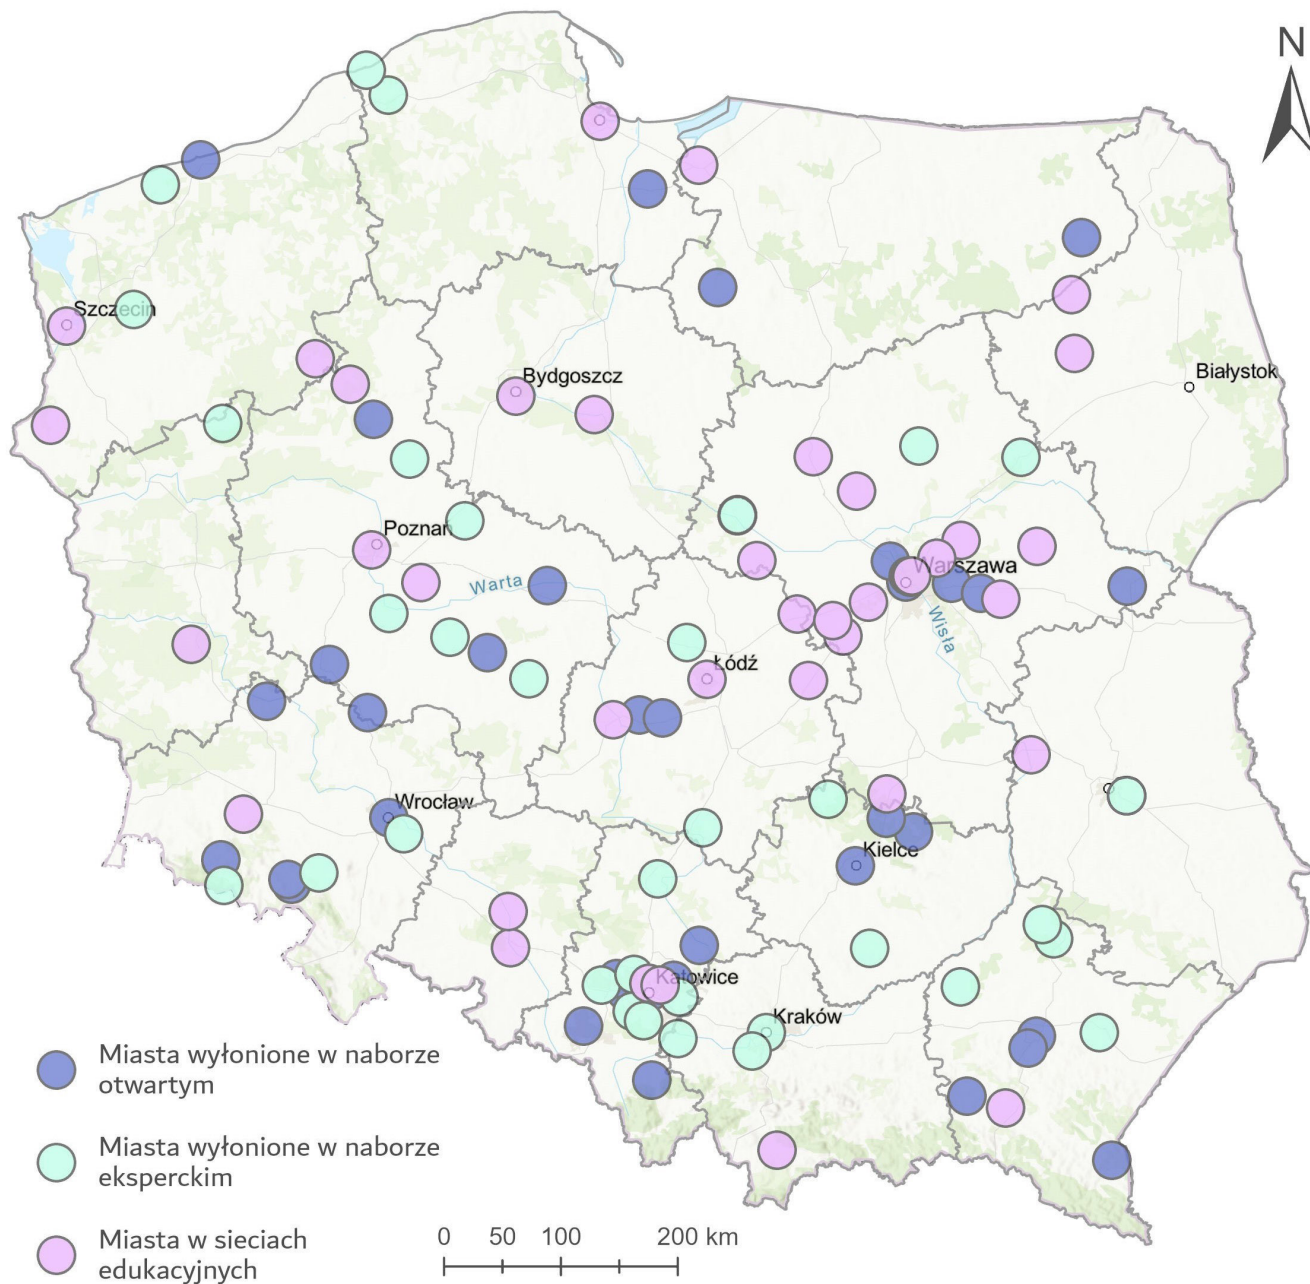 N
Szczecin
Bydgoszcz
Białystok
Poznań
Warta
Warszawa
Wisła
Łódź
Wrocław
Kielce
Katowice
Kraków
Miasta wyłonione w naborze
otwartym
Miasta wyłonione w naborze
eksperckim
Miasta w sieciach
edukacyjnych
0 50 100 200 km